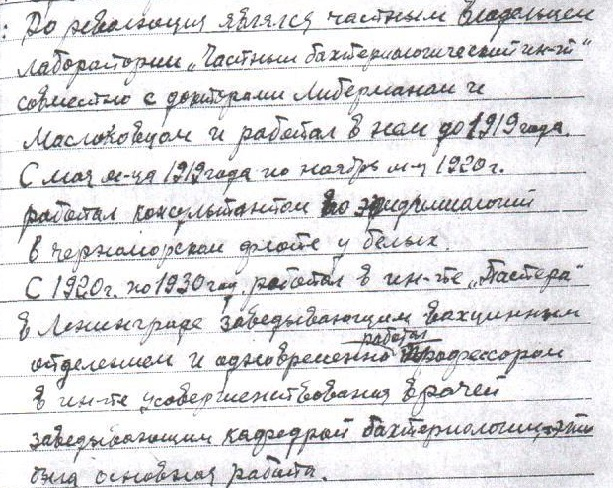 : До революции являлся частным владельцем
лаборатории „Частный бактериологический ин-т"
совместно с докторами Либерманом и
Маслоковцом и работал в нем до 1919 года.
С мая м-ца 1919 года по ноябрь м-ц 1920 г.
работал консультантом по эпидемиологии
в черноморском флоте у белых.
С 1920 г. по 1930 год работал в ин-те „Пастера"
в Ленинграде заведывающим вакцинным
работал
отделением и одновременно профессором
в ин-те усовершенствования врачей
заведывающим кафедрой бактериологии, это
была основная работа.